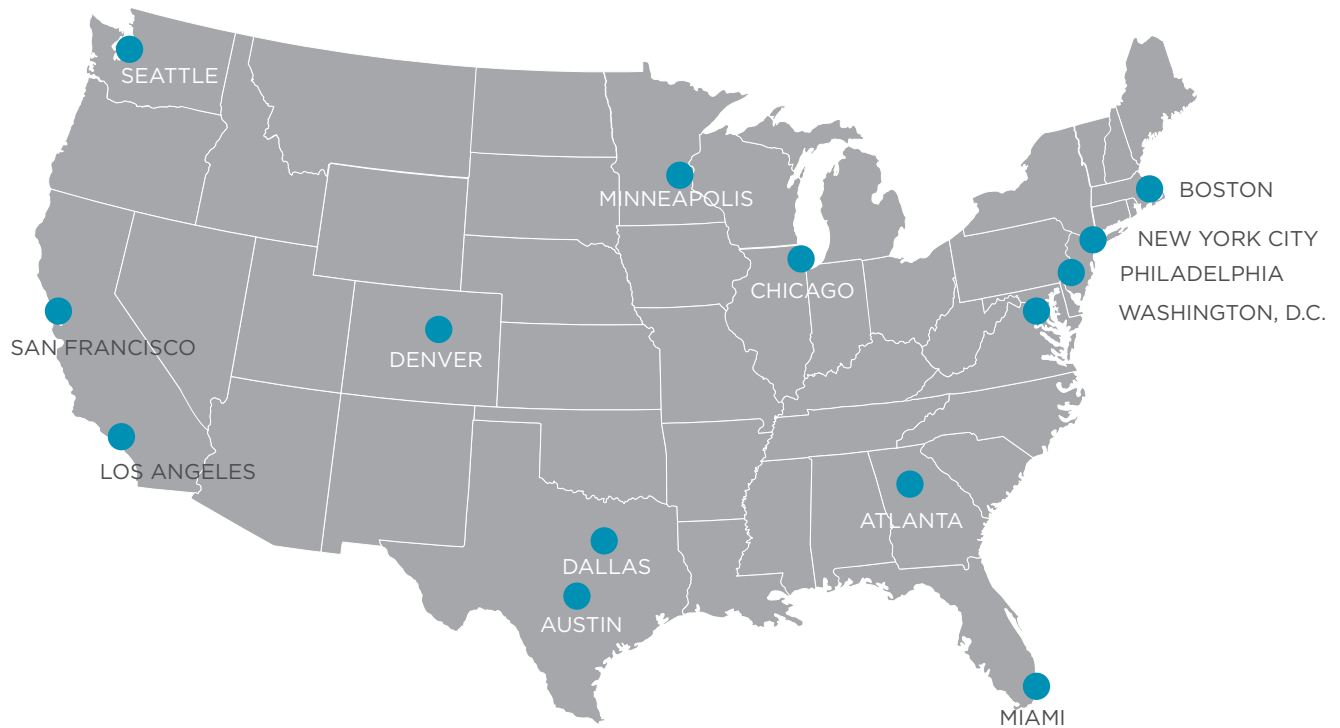 SEATTLE
MINNEAPOLIS
BOSTON
NEW YORK CITY
PHILADELPHIA
CHICAGO
WASHINGTON, D.C.
SAN FRANCISCO
DENVER
LOS ANGELES
ATLANTA
DALLAS
AUSTIN
MIAMI